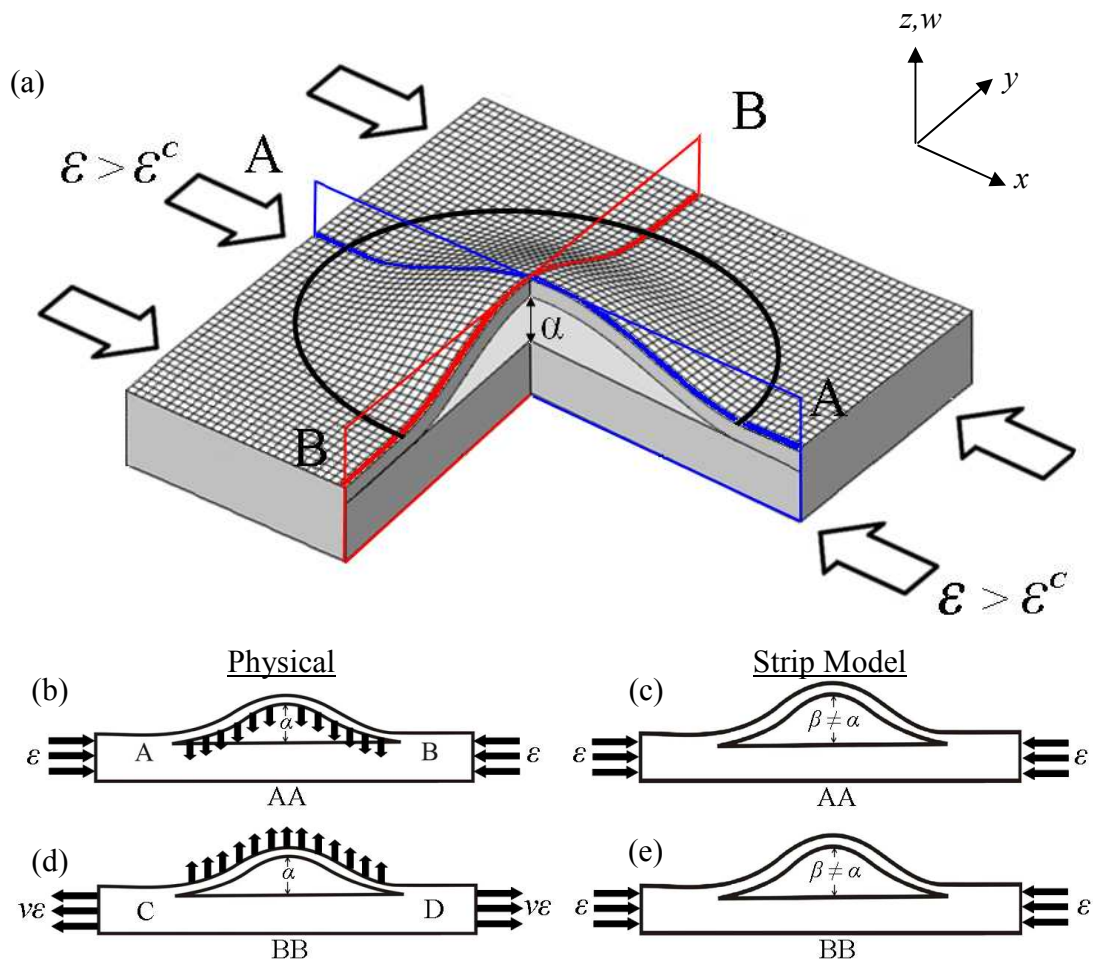 z,w
(a)
y
B
ε > ε^c
A
x
α
A
B
ε > ε^c
Physical
Strip Model
(b)
(c)
α
β ≠ α
ε
A
B
ε
ε
ε
AA
AA
(d)
(e)
α
β ≠ α
νε
C
D
νε
ε
ε
BB
BB